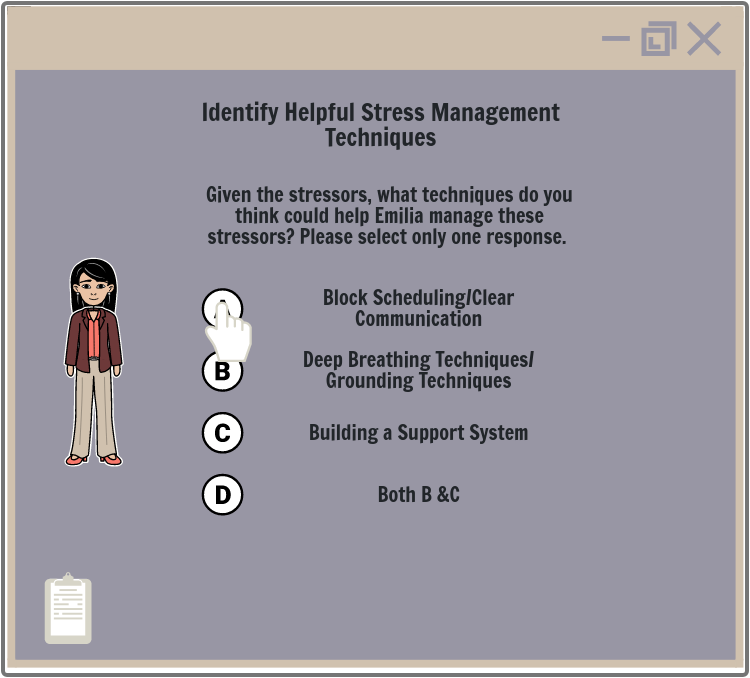 Identify Helpful Stress Management
Techniques
Given the stressors, what techniques do you
think could help Emilia manage these
stressors? Please select only one response.
Block Scheduling/Clear
Communication
B
Deep Breathing Techniques/
Grounding Techniques
C
Building a Support System
D
Both B &C